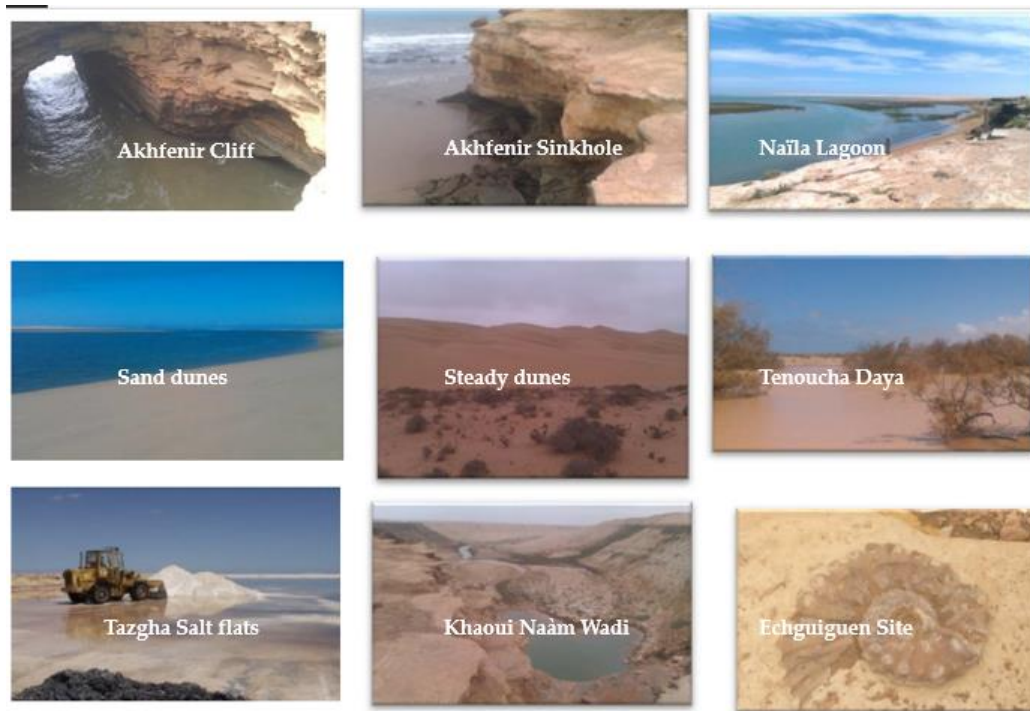 Akhfenir Cliff
Akhfenir Sinkhole
Naïla Lagoon
Sand dunes
Steady dunes
Tenoucha Daya
Tazgha Salt flats
Khaoui Naàm Wadi
Echguiguen Site